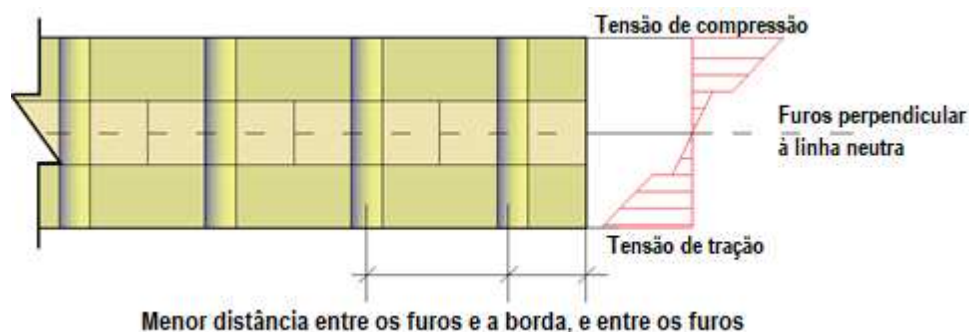 Tensão de compressão
Furos perpendicular
à linha neutra
Tensão de tração
Menor distância entre os furos e a borda, e entre os furos